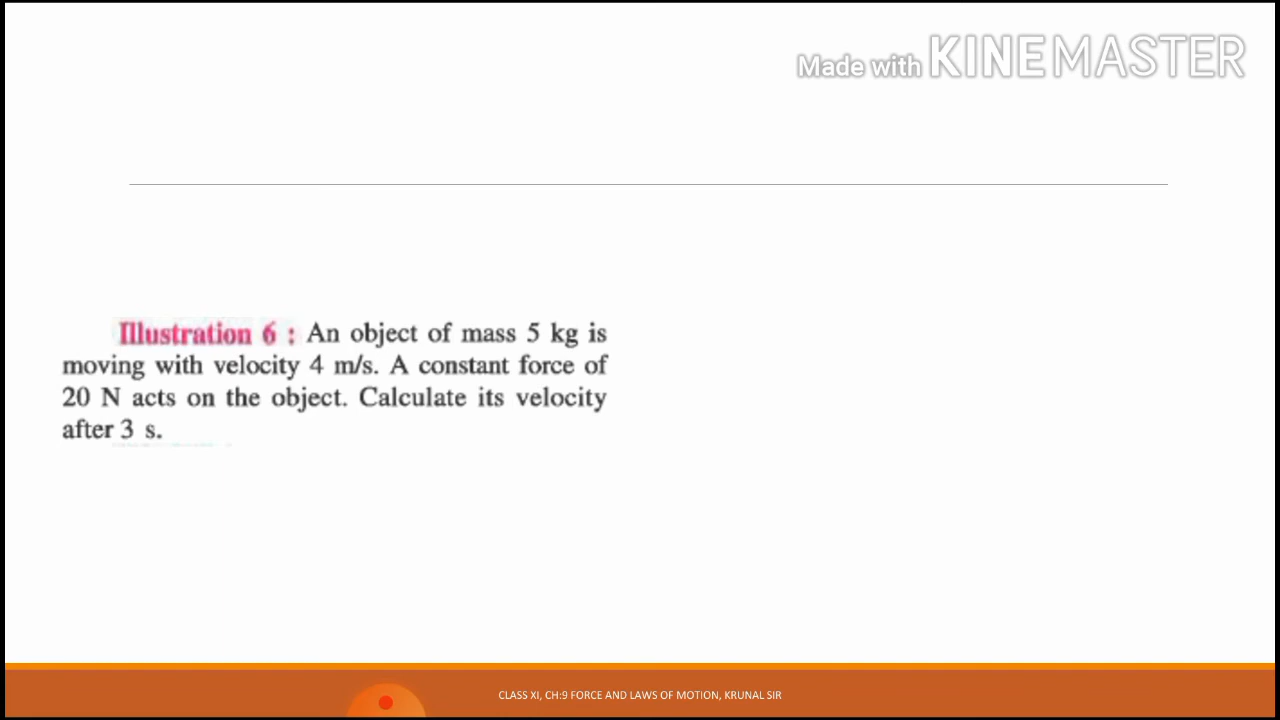 Made with KINEMASTER
Illustration 6 : An object of mass 5 kg is
moving with velocity 4 m/s. A constant force of
20 N acts on the object. Calculate its velocity
after 3 s.
CLASS XI, CH:9 FORCE AND LAWS OF MOTION, KRUNAL SIR